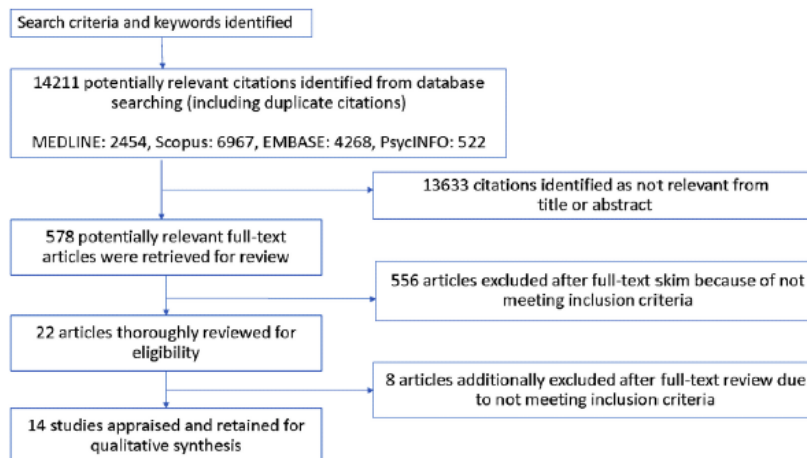 Search criteria and keywords identified
14211 potentially relevant citations identified from database
searching (including duplicate citations)
MEDLINE: 2454, Scopus: 6967, EMBASE: 4268, PsycINFO: 522
13633 citations identified as not relevant from
title or abstract
578 potentially relevant full-text
articles were retrieved for review
556 articles excluded after full-text skim because of not
meeting inclusion criteria
22 articles thoroughly reviewed for
eligibility
8 articles additionally excluded after full-text review due
to not meeting inclusion criteria
14 studies appraised and retained for
qualitative synthesis